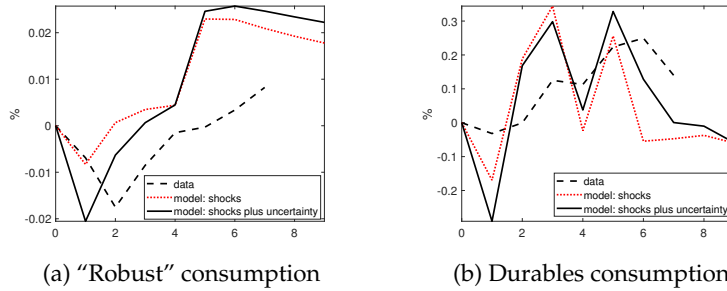 0.02
0.01
0
-0.01
-0.02
%
0 2 4 6 8
data
model: shocks
model: shocks plus uncertainty
(a) “Robust” consumption
0.3
0.2
0.1
0
-0.1
-0.2
%
0 2 4 6 8
data
model: shocks
model: shocks plus uncertainty
(b) Durables consumption